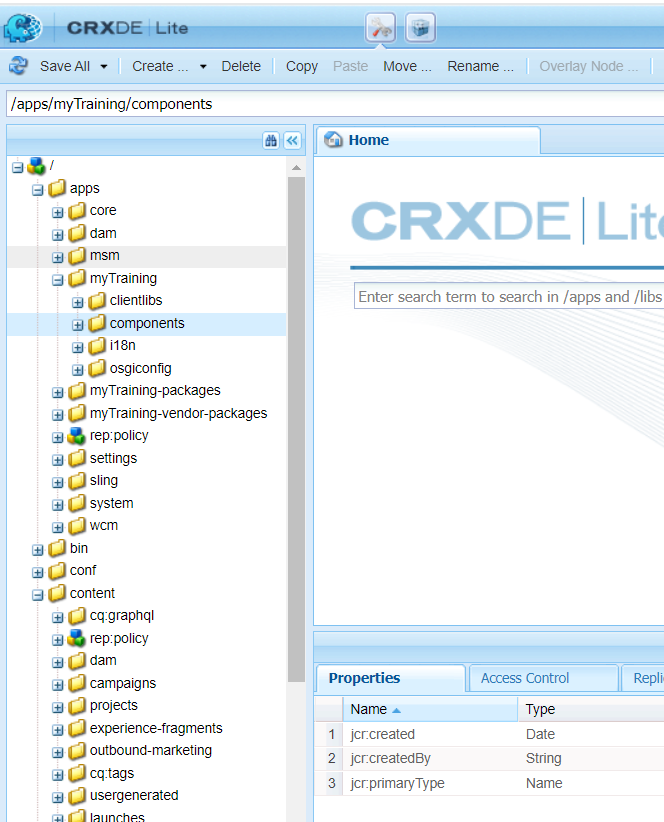 CRXDE | Lite
Save All Create ... Delete Copy Paste Move ... Rename ... Overlay Node ...
/apps/myTraining/components
Home
/
apps
core
dam
msm
myTraining
clientlibs
components
i18n
osgiconfig
myTraining-packages
myTraining-vendor-packages
rep:policy
settings
sling
system
wcm
bin
conf
content
cq:graphql
rep:policy
dam
campaigns
projects
experience-fragments
outbound-marketing
cq:tags
usergenerated
launches
CRXDE | Lite
Enter search term to search in /apps and /libs
Properties Access Control Repli
Name Type
1 jcr:created Date
2 jcr:createdBy String
3 jcr:primaryType Name